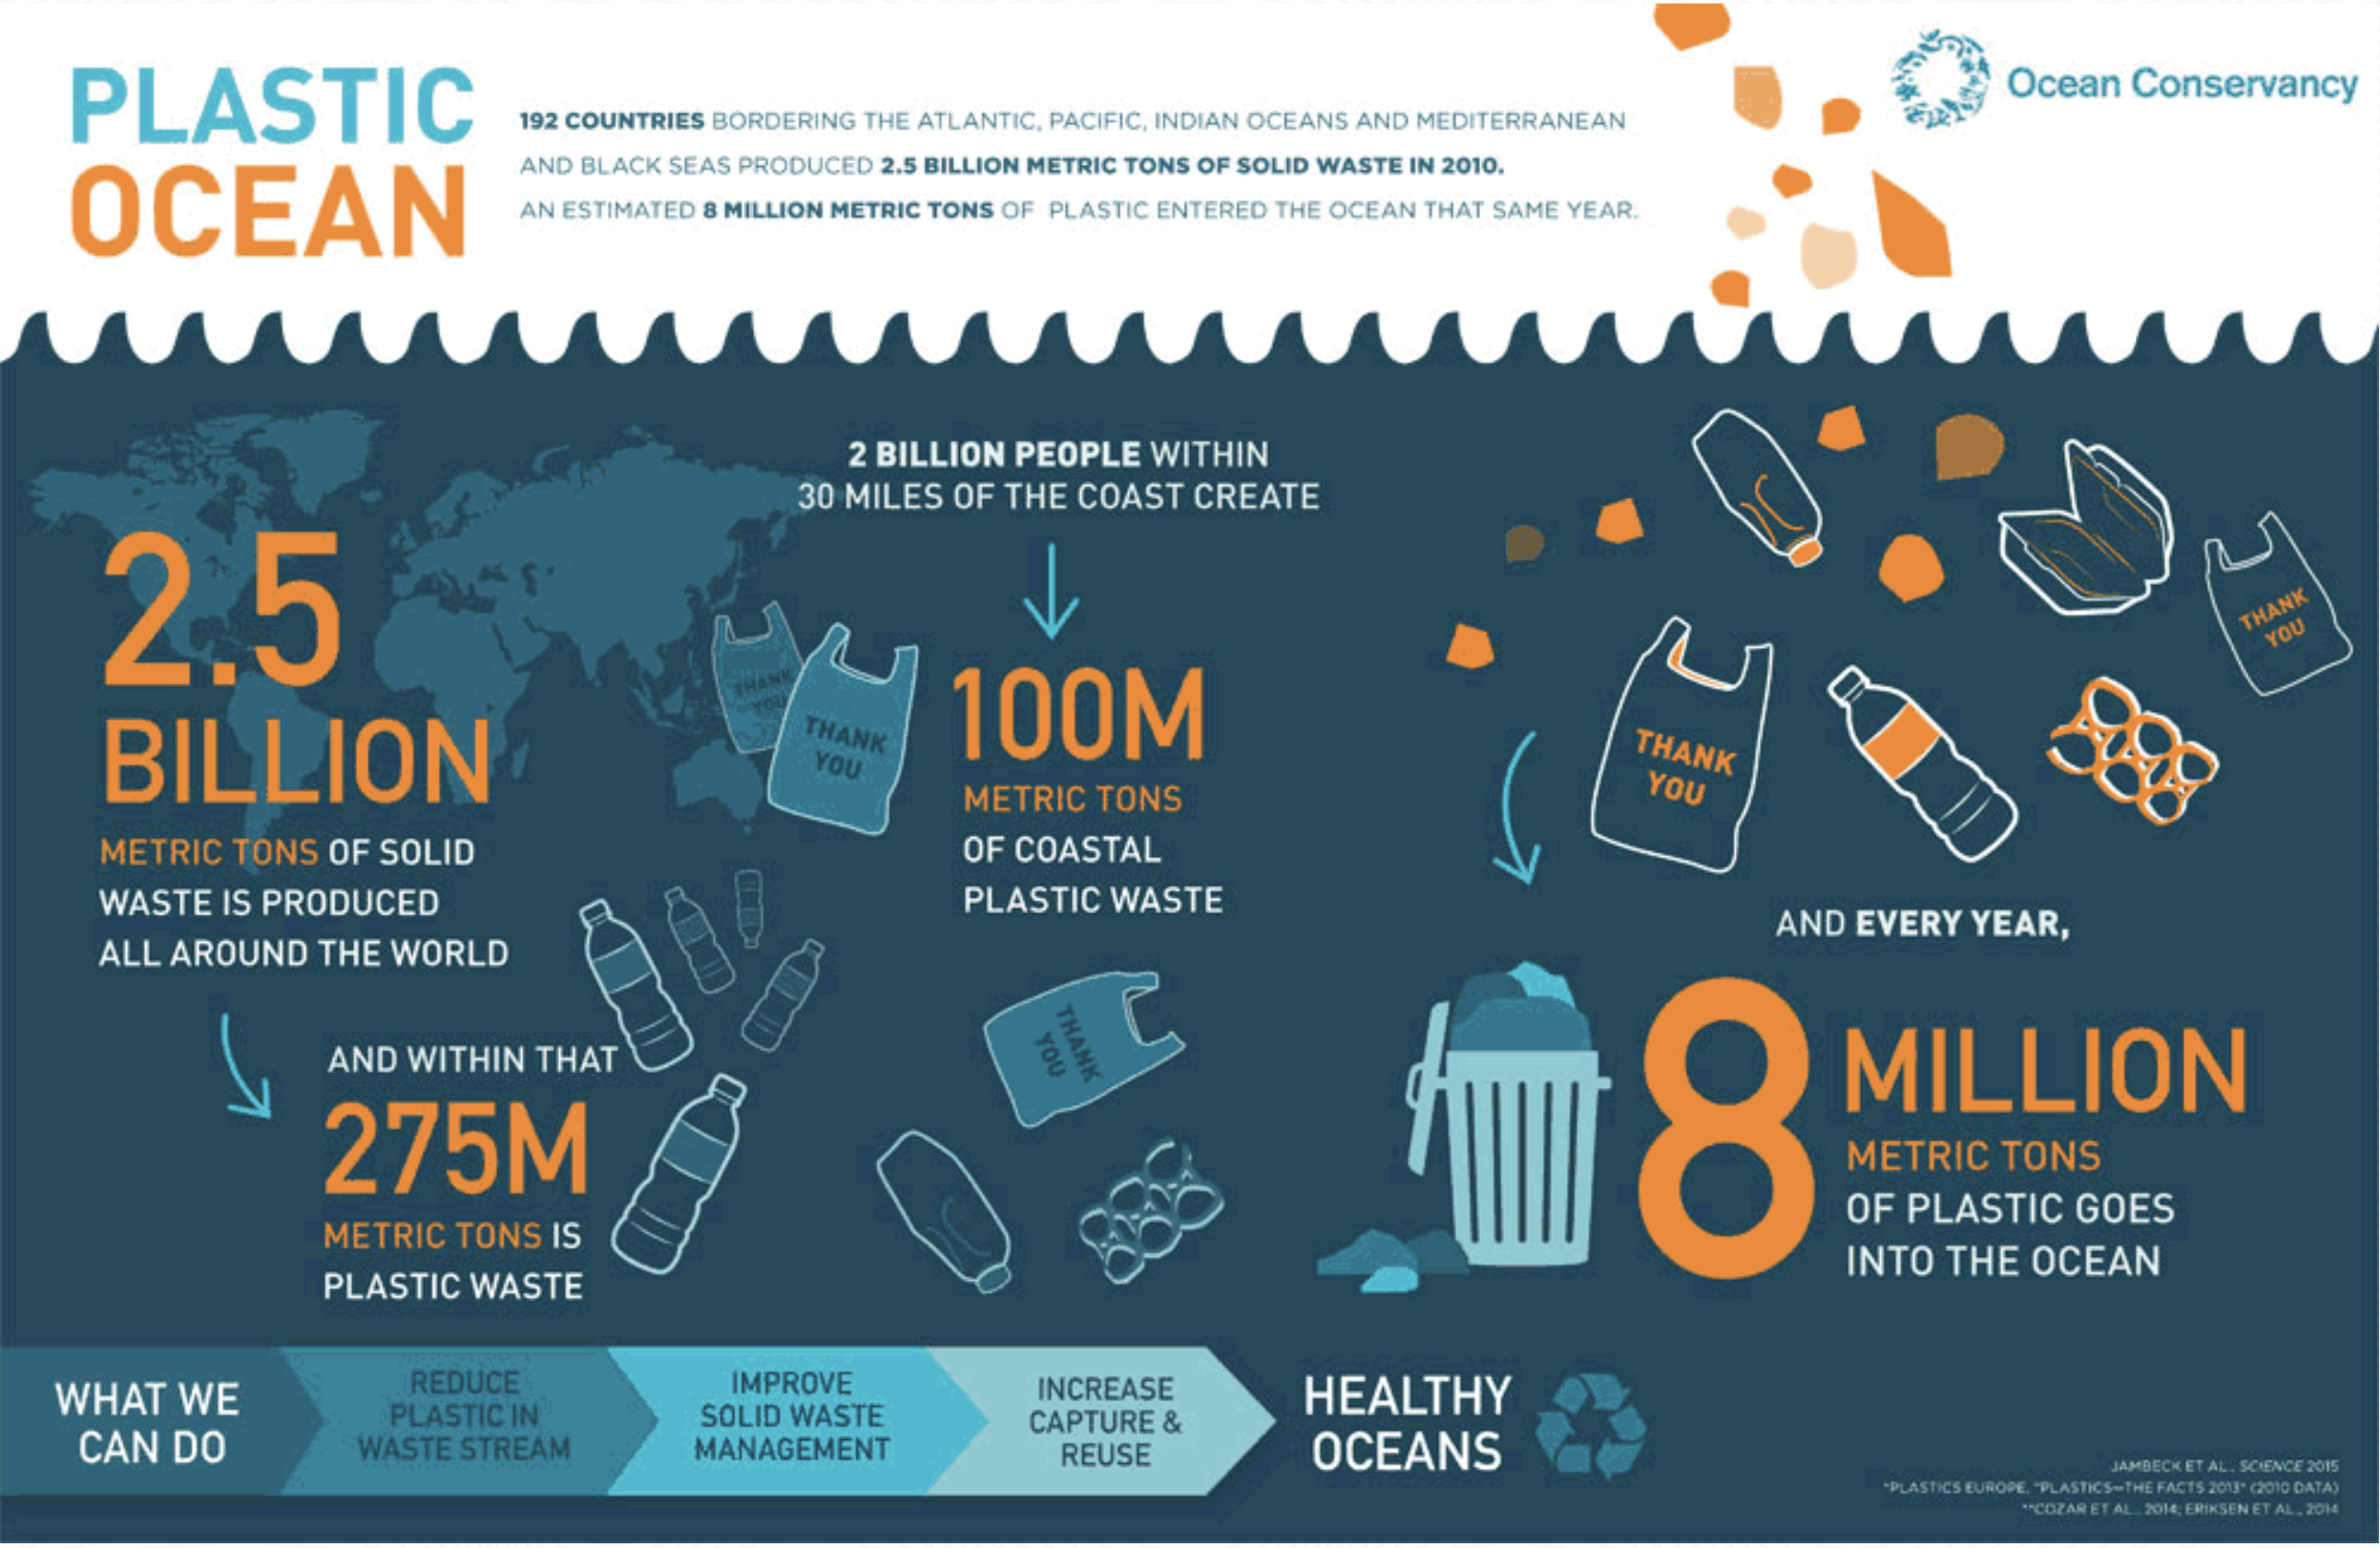 PLASTIC
OCEAN
192 COUNTRIES BORDERING THE ATLANTIC, PACIFIC, INDIAN OCEANS AND MEDITERRANEAN
AND BLACK SEAS PRODUCED 2.5 BILLION METRIC TONS OF SOLID WASTE IN 2010.
AN ESTIMATED 8 MILLION METRIC TONS OF PLASTIC ENTERED THE OCEAN THAT SAME YEAR.
Ocean Conservancy
2.5
BILLION
METRIC TONS OF SOLID
WASTE IS PRODUCED
ALL AROUND THE WORLD
AND WITHIN THAT
275M
METRIC TONS IS
PLASTIC WASTE
2 BILLION PEOPLE WITHIN
30 MILES OF THE COAST CREATE
100M
METRIC TONS
OF COASTAL
PLASTIC WASTE
THANK
YOU
THANK
YOU
THANK
YOU
THANK
YOU
THANK
YOU
AND EVERY YEAR,
8 MILLION
METRIC TONS
OF PLASTIC GOES
INTO THE OCEAN
WHAT WE
CAN DO
REDUCE
PLASTIC IN
WASTE STREAM
IMPROVE
SOLID WASTE
MANAGEMENT
INCREASE
CAPTURE &
REUSE
HEALTHY
OCEANS
JAMBECK ET AL., SCIENCE 2015
*PLASTICS EUROPE, "PLASTICS—THE FACTS 2013" (2010 DATA)
**COZAR ET AL., 2014; ERIKSEN ET AL., 2014